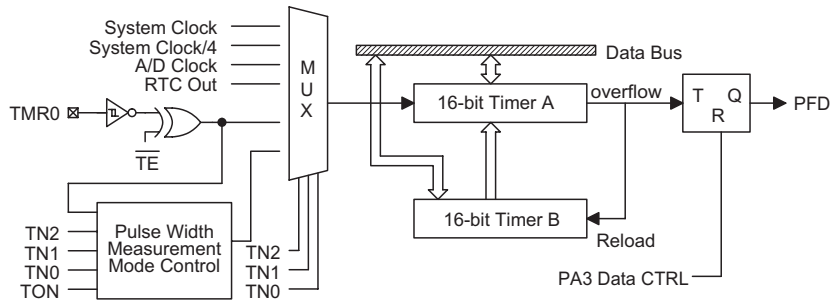 System Clock
System Clock/4
A/D Clock
RTC Out
TMR0
TE
MUX
Data Bus
16-bit Timer A
overflow
T Q
R
PFD
Pulse Width
Measurement
Mode Control
TN2
TN1
TN0
TON
TN2
TN1
TN0
16-bit Timer B
Reload
PA3 Data CTRL